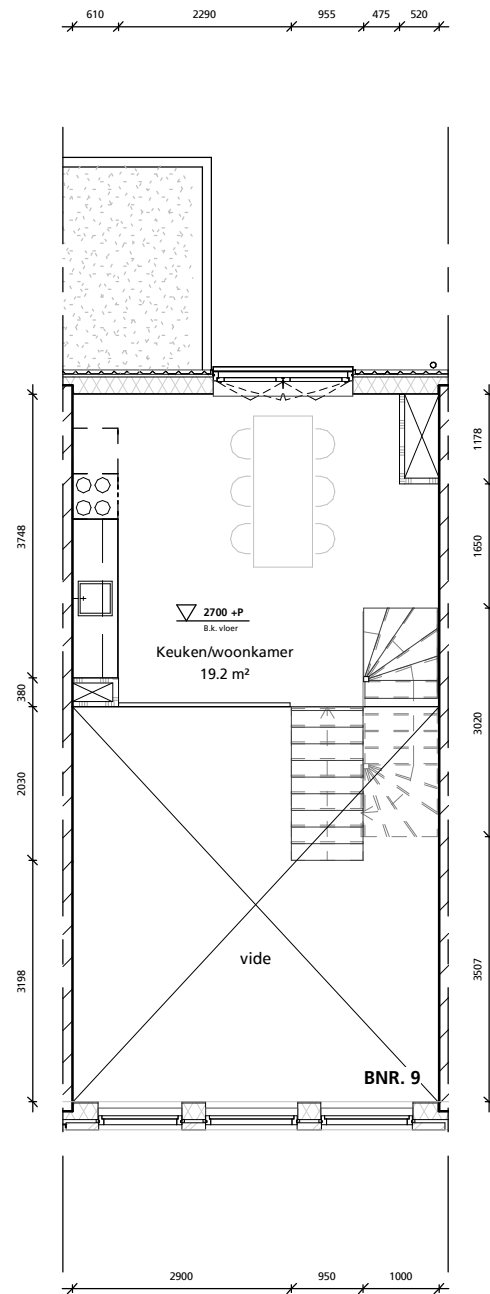 610 2290 955 475 520
1178
3748
1650
2700 +P
B.k. vloer
Keuken/woonkamer
19.2 m²
380
3020
2030
vide
3198
3507
BNR. 9
2900 950 1000